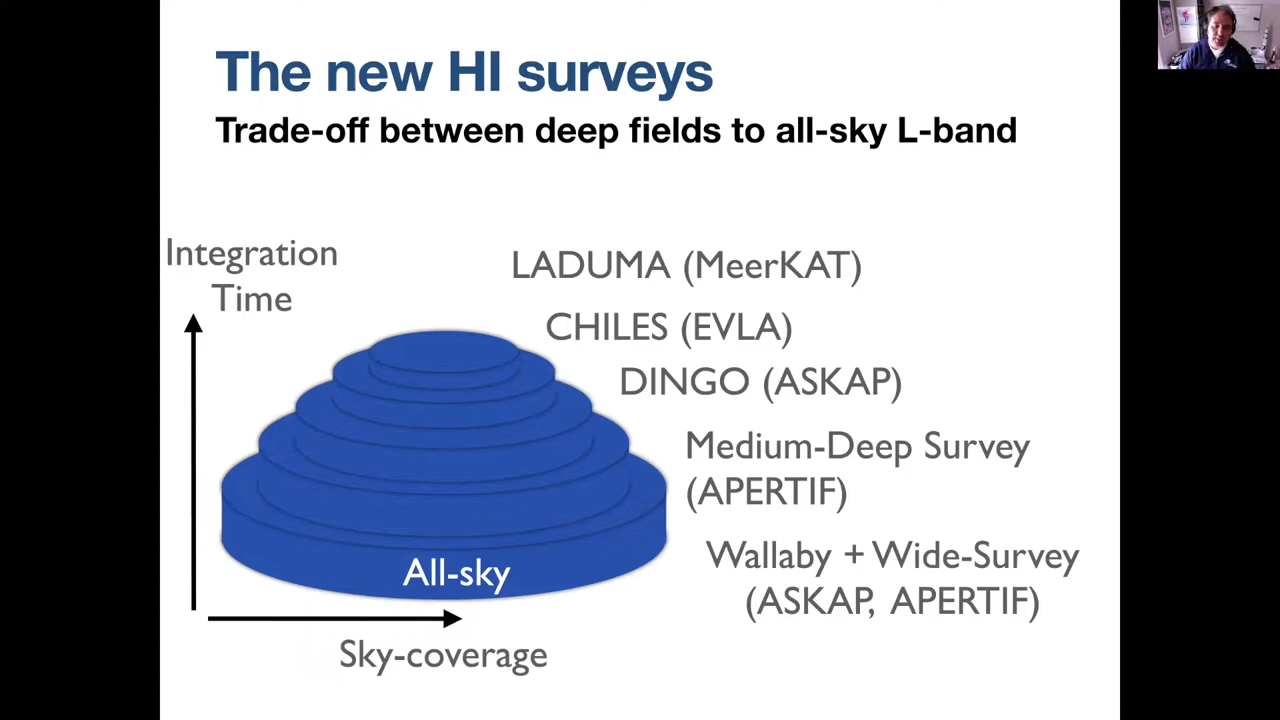 The new HI surveys
Trade-off between deep fields to all-sky L-band
Integration
Time
LADUMA (MeerKAT)
CHILES (EVLA)
DINGO (ASKAP)
Medium-Deep Survey
(APERTIF)
Wallaby + Wide-Survey
(ASKAP, APERTIF)
All-sky
Sky-coverage